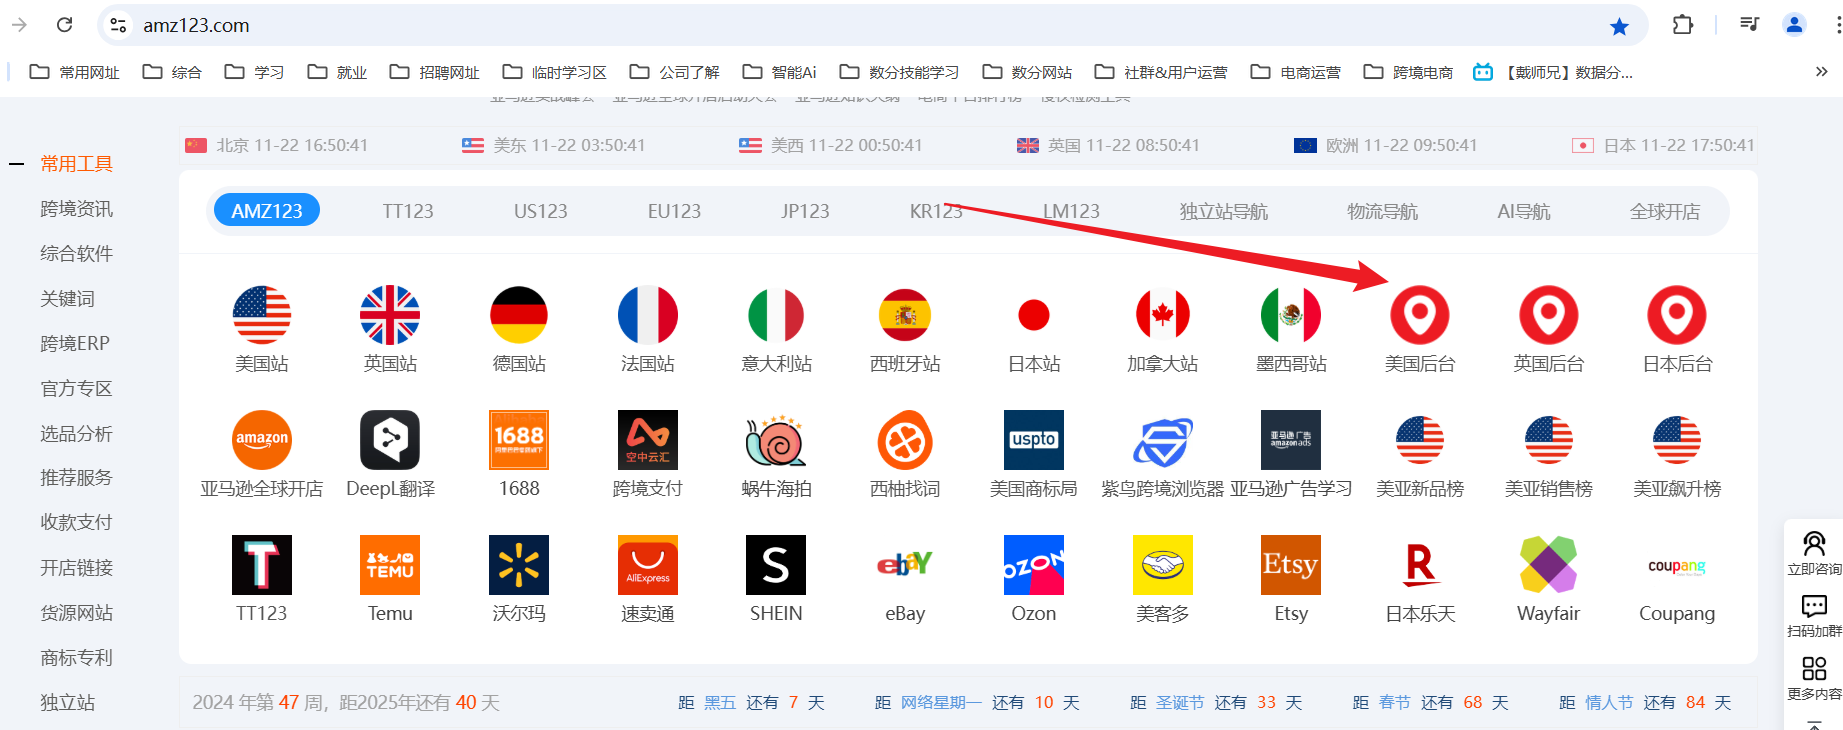 amz123.com
常用网址 综合 学习 就业 招聘网址 临时学习区 公司了解 智能Ai 数分技能学习 数分网站 社群&用户运营 电商运营 跨境电商 【戴师兄】数据分... »
北京 11-22 16:50:41 美东 11-22 03:50:41 美西 11-22 00:50:41 英国 11-22 08:50:41 欧洲 11-22 09:50:41 日本 11-22 17:50:41
常用工具
跨境资讯
综合软件
关键词
跨境ERP
官方专区
选品分析
推荐服务
收款支付
开店链接
货源网站
商标专利
独立站
AMZ123 TT123 US123 EU123 JP123 KR123 LM123 独立站导航 物流导航 AI导航 全球开店
美国站 英国站 德国站 法国站 意大利站 西班牙站 日本站 加拿大站 墨西哥站 美国后台 英国后台 日本后台
amazon 1688 空中云汇 uspto 亚马逊广告 amazonads
亚马逊全球开店 DeepL翻译 1688 跨境支付 蜗牛海拍 西柚找词 美国商标局 紫鸟跨境浏览器 亚马逊广告学习 美亚新品榜 美亚销售榜 美亚飙升榜
T TEMU AliExpress S ebay OZON Etsy R coupang
TT123 Temu 沃尔玛 速卖通 SHEIN eBay Ozon 美客多 Etsy 日本乐天 Wayfair Coupang
2024 年第 47 周，距2025年还有 40 天 距 黑五 还有 7 天 距 网络星期一 还有 10 天 距 圣诞节 还有 33 天 距 春节 还有 68 天 距 情人节 还有 84 天
立即咨询
扫码加群
更多内容